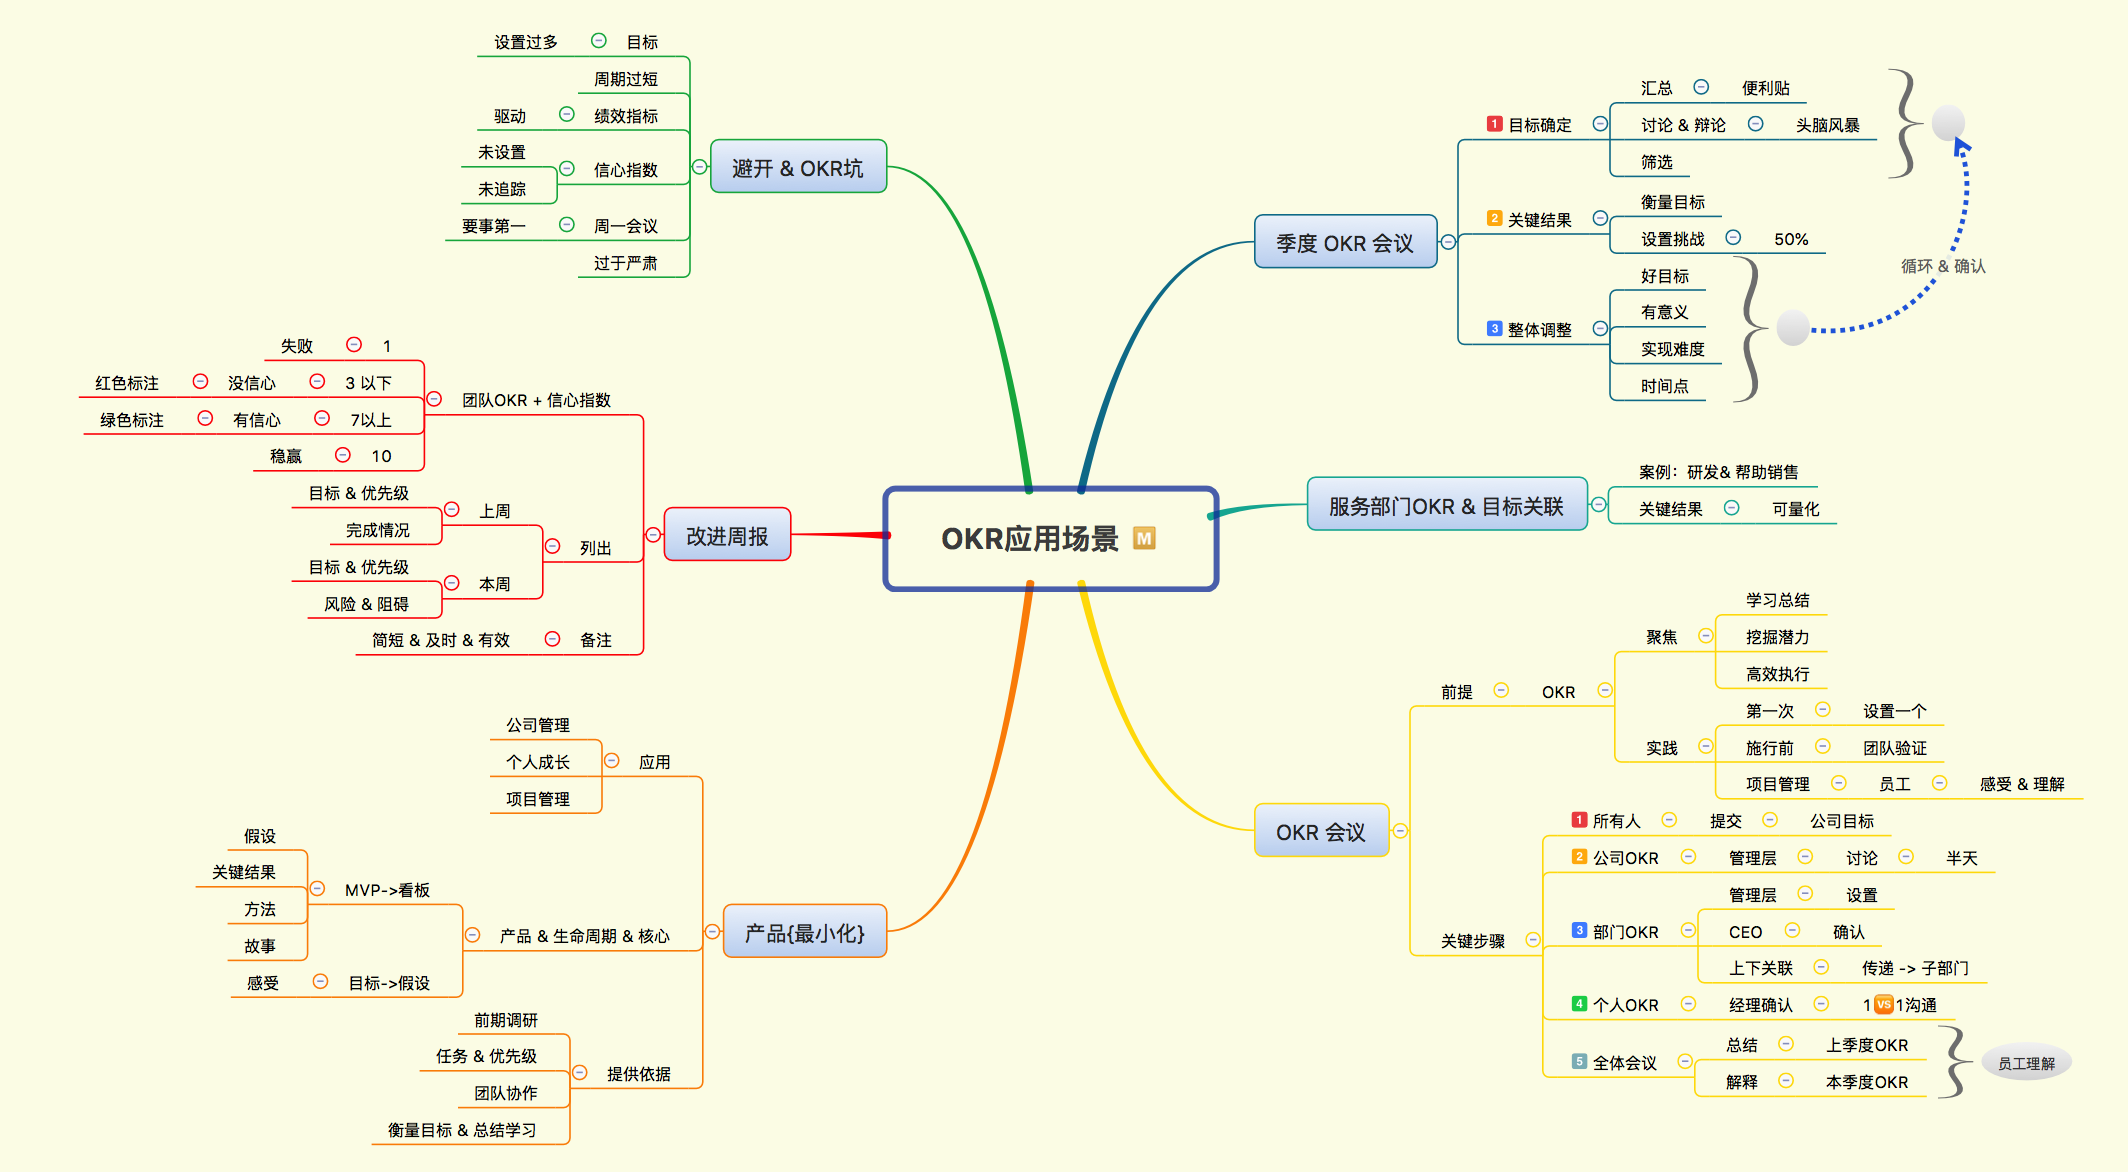 OKR应用场景 M
避开 & OKR坑
目标
设置过多
周期过短
绩效指标
驱动
信心指数
未设置
未追踪
周一会议
要事第一
过于严肃
改进周报
团队OKR + 信心指数
1
失败
3 以下
没信心
红色标注
7以上
有信心
绿色标注
10
稳赢
列出
上周
目标 & 优先级
完成情况
本周
目标 & 优先级
风险 & 阻碍
备注
简短 & 及时 & 有效
产品{最小化}
应用
公司管理
个人成长
项目管理
产品 & 生命周期 & 核心
MVP->看板
假设
关键结果
方法
故事
目标->假设
感受
提供依据
前期调研
任务 & 优先级
团队协作
衡量目标 & 总结学习
季度 OKR 会议
1 目标确定
汇总
便利贴
讨论 & 辩论
头脑风暴
筛选
2 关键结果
衡量目标
设置挑战
50%
3 整体调整
好目标
有意义
实现难度
时间点
循环 & 确认
服务部门OKR & 目标关联
案例：研发& 帮助销售
关键结果
可量化
OKR 会议
前提
OKR
聚焦
学习总结
挖掘潜力
高效执行
实践
第一次
设置一个
施行前
团队验证
项目管理
员工
感受 & 理解
关键步骤
1 所有人
提交
公司目标
2 公司OKR
管理层
讨论
半天
3 部门OKR
管理层
设置
CEO
确认
上下关联
传递 -> 子部门
4 个人OKR
经理确认
1 VS 1沟通
5 全体会议
总结
上季度OKR
解释
本季度OKR
员工理解